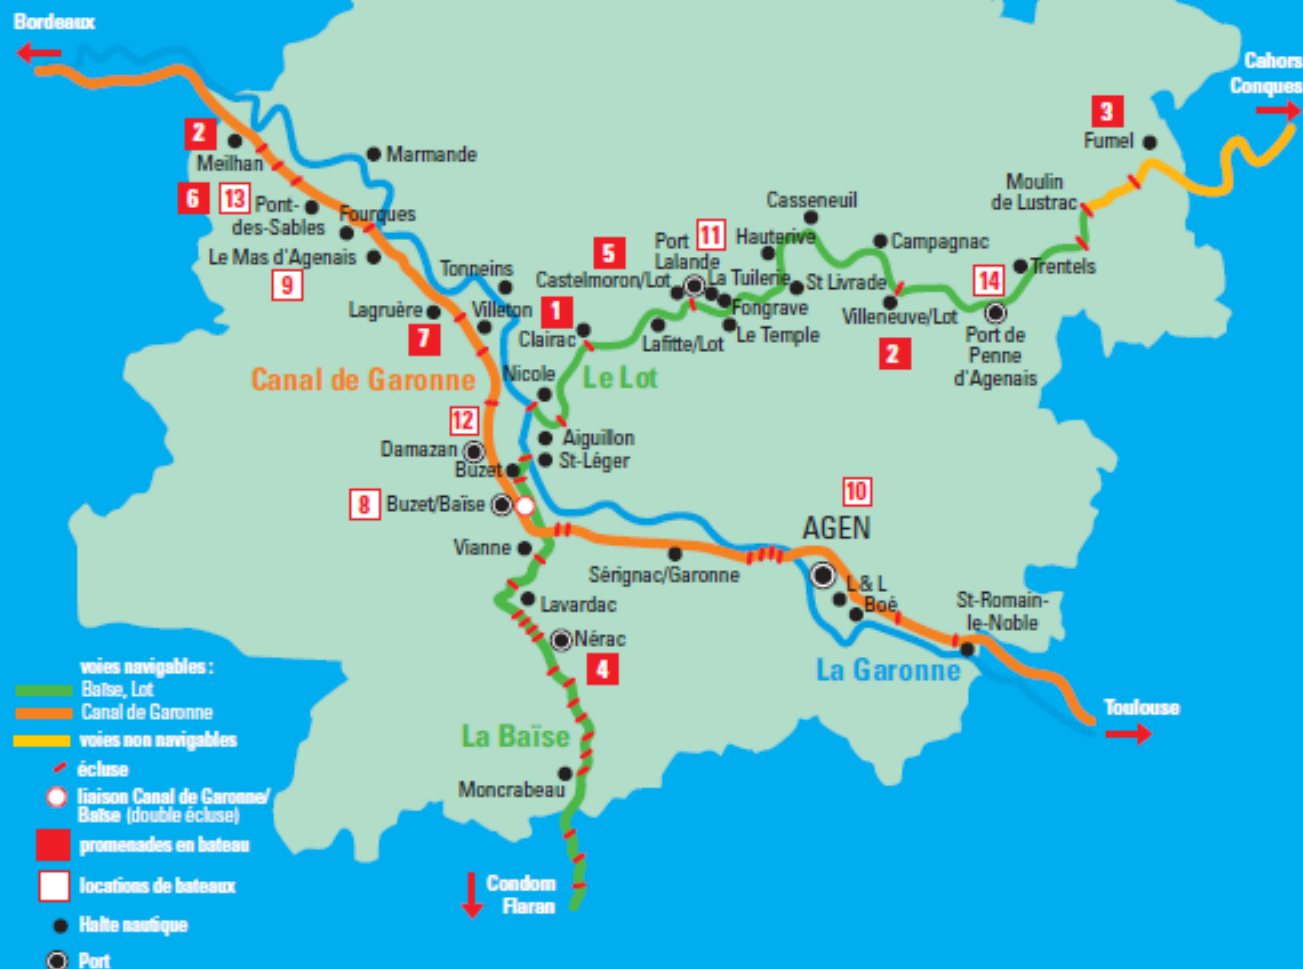 Bordeaux
Cahors
Conques
3
Fumel
2
Meilhan
Marmande
Moulin
de Lustrac
6
13
Pont-
des-Sables
Fourques
Casseneuil
Le Mas d'Agenais
9
Tonneins
5
Port
Lalande
11
Hauterive
Campagnac
Castelmoron/Lot
La Tuilerie
St Livrade
14
Trentels
Lagruère
7
Villeton
1
Clairac
Fongrave
Lafitte/Lot
Le Temple
Villeneuve/Lot
2
Port de
Penne
d'Agenais
Canal de Garonne
Nicole
Le Lot
12
Damazan
Buzet
Aiguillon
St-Léger
8
Buzet/Baïse
10
AGEN
Vianne
Sérignac/Garonne
L & L
Boé
St-Romain-
le-Noble
Lavardac
Nérac
4
La Garonne
Toulouse
La Baïse
Moncrabeau
Condom
Flaran
voies navigables :
Baïse, Lot
Canal de Garonne
voies non navigables
écluse
liaison Canal de Garonne/
Baïse (double écluse)
promenades en bateau
locations de bateaux
Halte nautique
Port